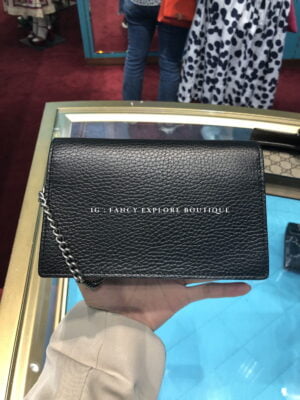 IG : FANCY EXPLORE BOUTIQUE